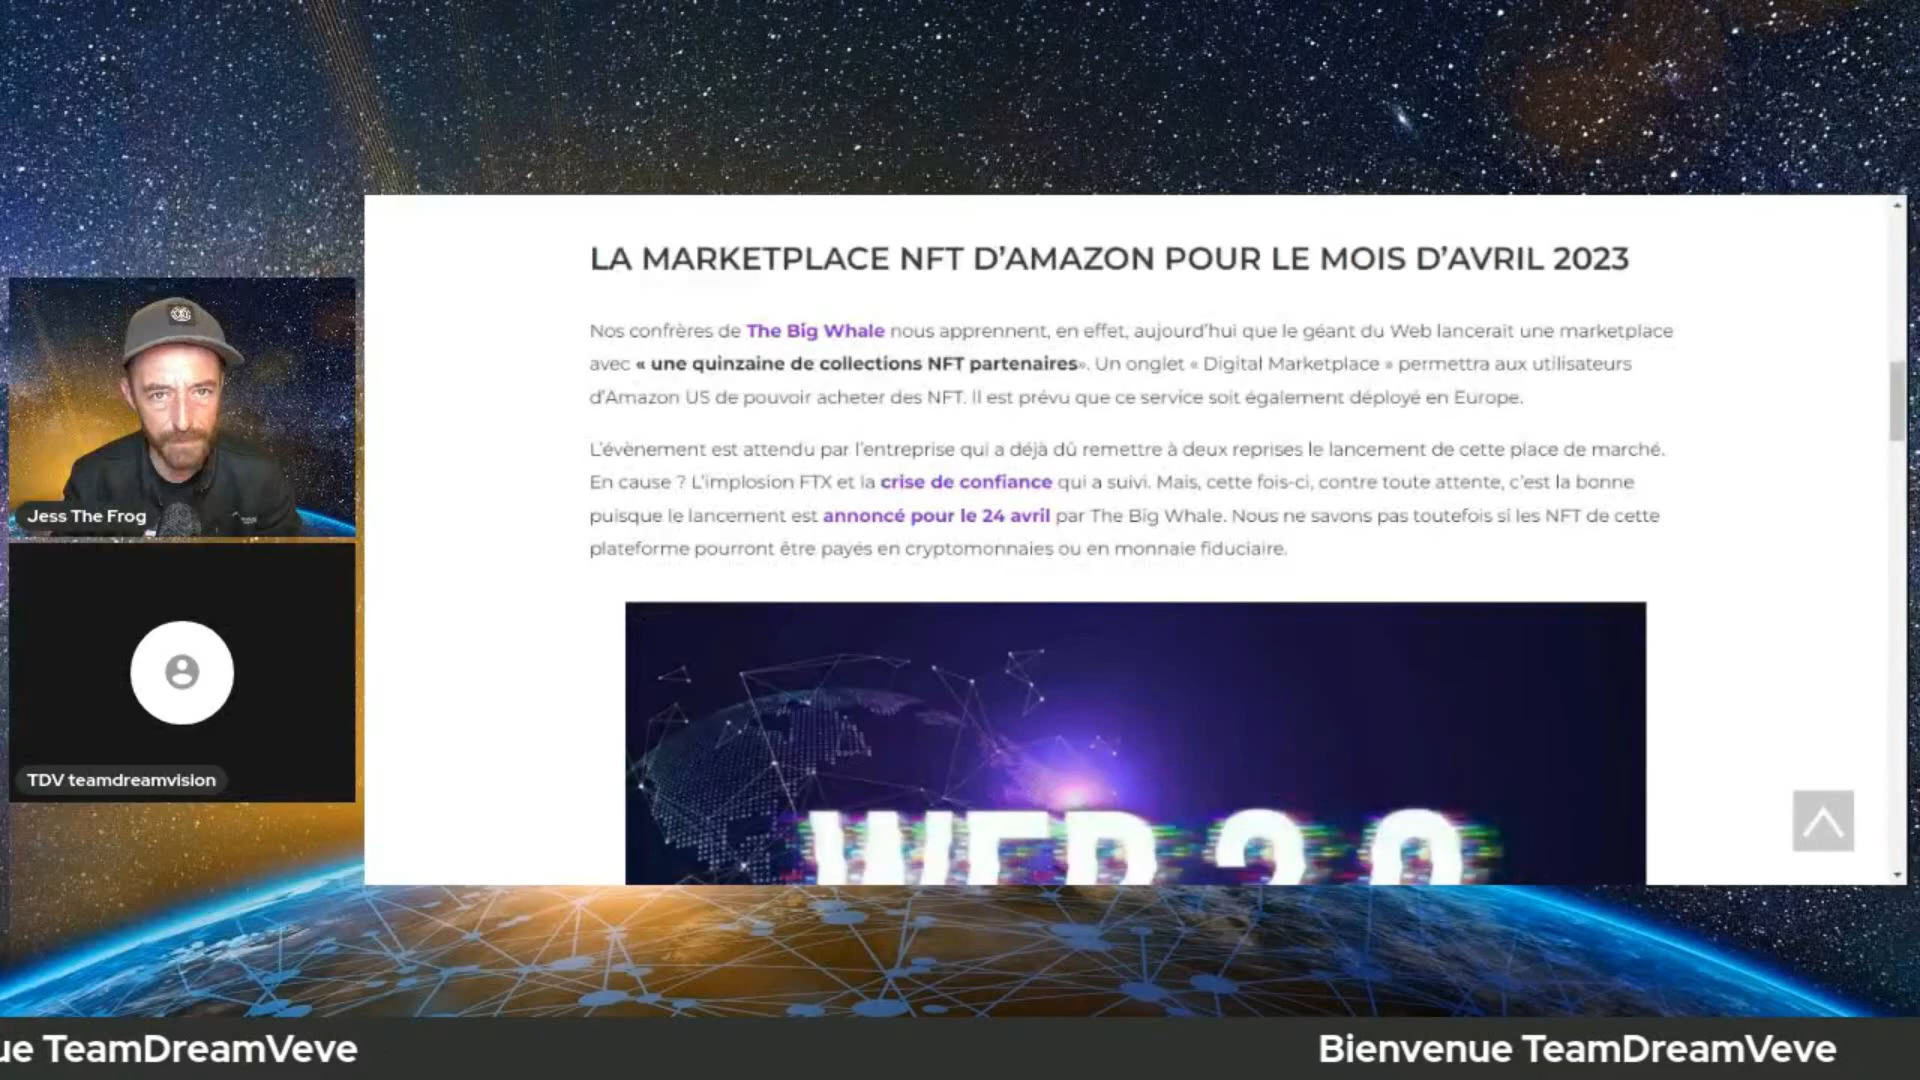 LA MARKETPLACE NFT D’AMAZON POUR LE MOIS D’AVRIL 2023
Nos confrères de The Big Whale nous apprennent, en effet, aujourd’hui que le géant du Web lancerait une marketplace
avec « une quinzaine de collections NFT partenaires». Un onglet « Digital Marketplace » permettra aux utilisateurs
d’Amazon US de pouvoir acheter des NFT. Il est prévu que ce service soit également déployé en Europe.
L’évènement est attendu par l’entreprise qui a déjà dû remettre à deux reprises le lancement de cette place de marché.
En cause ? L’implosion FTX et la crise de confiance qui a suivi. Mais, cette fois-ci, contre toute attente, c’est la bonne
puisque le lancement est annoncé pour le 24 avril par The Big Whale. Nous ne savons pas toutefois si les NFT de cette
plateforme pourront être payés en cryptomonnaies ou en monnaie fiduciaire.
Jess The Frog
TDV teamdreamvision
WEB
ue TeamDreamVeve
Bienvenue TeamDreamVeve